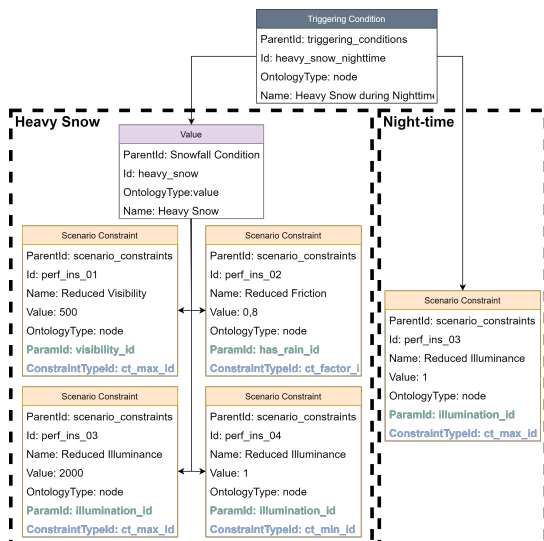 Triggering Condition
ParentId: triggering_conditions
Id: heavy_snow_nighttime
OntologyType: node
Name: Heavy Snow during Nighttime
Heavy Snow
Value
ParentId: Snowfall Condition
Id: heavy_snow
OntologyType:value
Name: Heavy Snow
Scenario Constraint
ParentId: scenario_constraints
Id: perf_ins_01
Name: Reduced Visibility
Value: 500
OntologyType: node
ParamId: visibility_id
ConstraintTypeId: ct_max_id
Scenario Constraint
ParentId: scenario_constraints
Id: perf_ins_02
Name: Reduced Friction
Value: 0,8
OntologyType: node
ParamId: has_rain_id
ConstraintTypeId: ct_factor_i
Scenario Constraint
ParentId: scenario_constraints
Id: perf_ins_03
Name: Reduced Illuminance
Value: 2000
OntologyType: node
ParamId: illumination_id
ConstraintTypeId: ct_max_id
Scenario Constraint
ParentId: scenario_constraints
Id: perf_ins_04
Name: Reduced Illuminance
Value: 1
OntologyType: node
ParamId: illumination_id
ConstraintTypeId: ct_min_id
Night-time
Scenario Constraint
ParentId: scenario_constraints
Id: perf_ins_03
Name: Reduced Illuminance
Value: 1
OntologyType: node
ParamId: illumination_id
ConstraintTypeId: ct_max_id